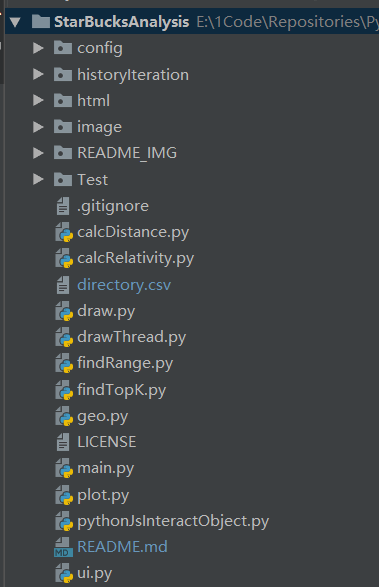 StarBucksAnalysis E:\1Code\Repositories\Py
config
historyIteration
html
image
README_IMG
Test
.gitignore
calcDistance.py
calcRelativity.py
directory.csv
draw.py
drawThread.py
findRange.py
findTopK.py
geo.py
LICENSE
main.py
plot.py
pythonJsInteractObject.py
MD README.md
ui.py